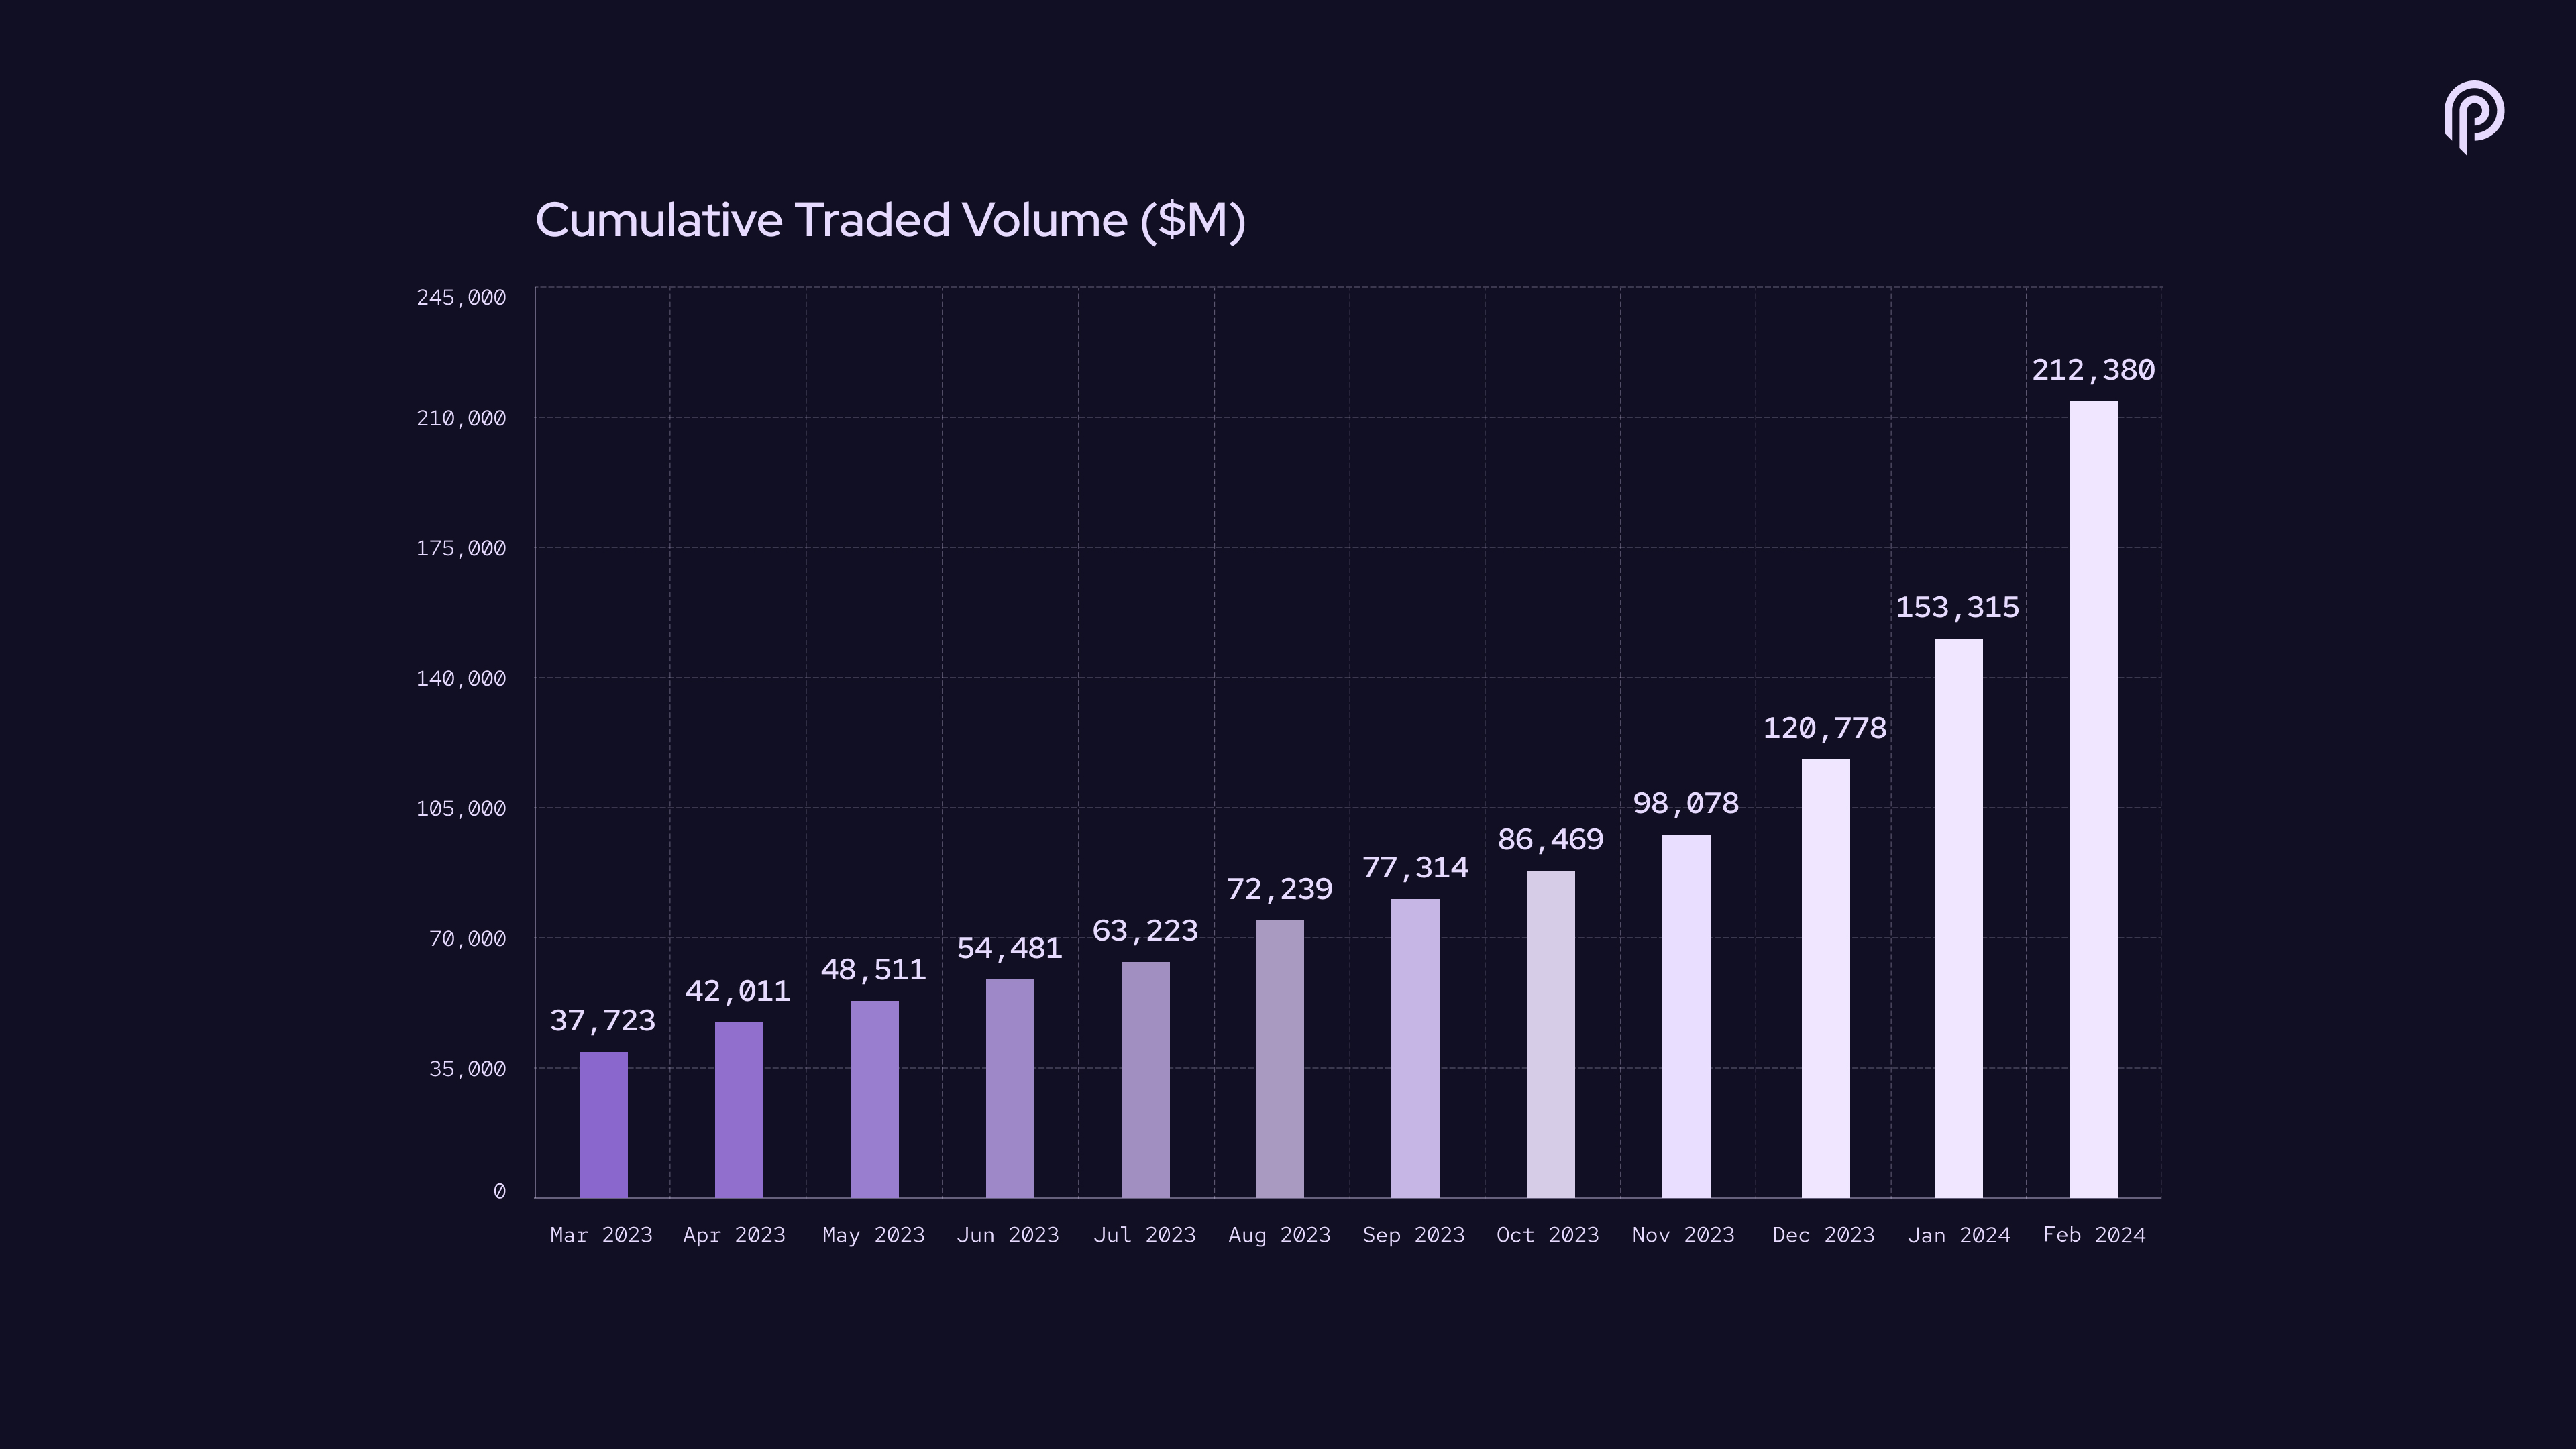 Cumulative Traded Volume ($M)
245,000
210,000
175,000
140,000
105,000
70,000
35,000
0
37,723
42,011
48,511
54,481
63,223
72,239
77,314
86,469
98,078
120,778
153,315
212,380
Mar 2023
Apr 2023
May 2023
Jun 2023
Jul 2023
Aug 2023
Sep 2023
Oct 2023
Nov 2023
Dec 2023
Jan 2024
Feb 2024